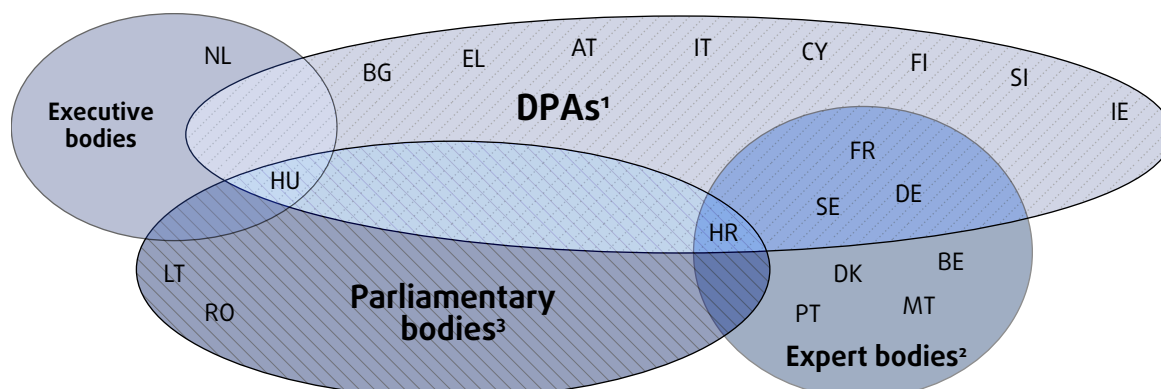 NL
BG
EL
AT
IT
CY
FI
SI
IE
Executive
bodies
DPAs¹
FR
HU
SE
DE
HR
LT
RO
Parliamentary
bodies³
DK
BE
PT
MT
Expert bodies²